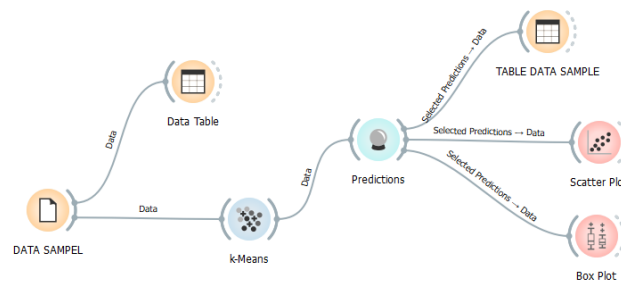 Selected Predictions → Data
TABLE DATA SAMPLE
Data
Data Table
Selected Predictions → Data
Data
Predictions
Scatter Plo
Selected Predictions → Data
Data
DATA SAMPEL
k-Means
Box Plot